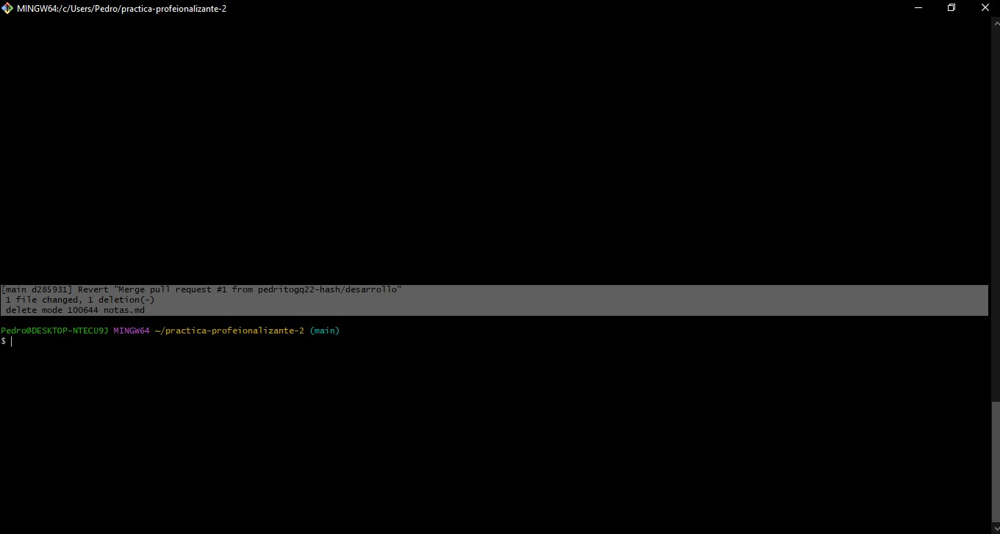 MINGW64:/c/Users/Pedro/practica-profeionalizante-2
[main d285931] Revert "Merge pull request #1 from pedritogq22-hash/desarrollo"
1 file changed, 1 deletion(-)
delete mode 100644 notas.md
Pedro@DESKTOP-NTECU9J MINGW64 ~/practica-profeionalizante-2 (main)
$